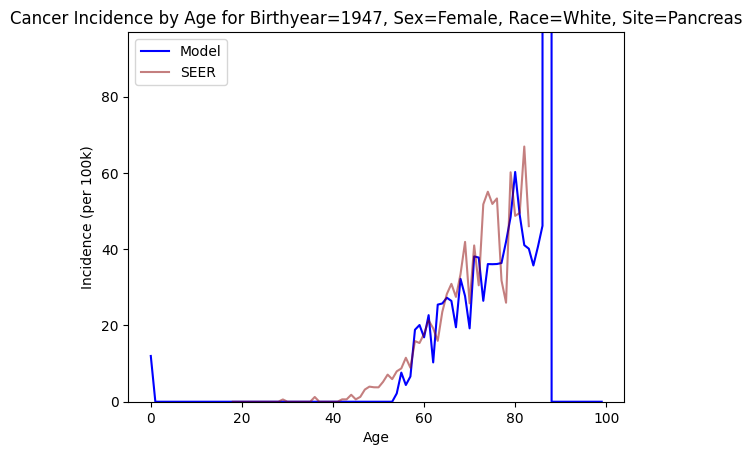 Cancer Incidence by Age for Birthyear=1947, Sex=Female, Race=White, Site=Pancreas
Model
SEER
Incidence (per 100k)
80
60
40
20
0
0 20 40 60 80 100
Age